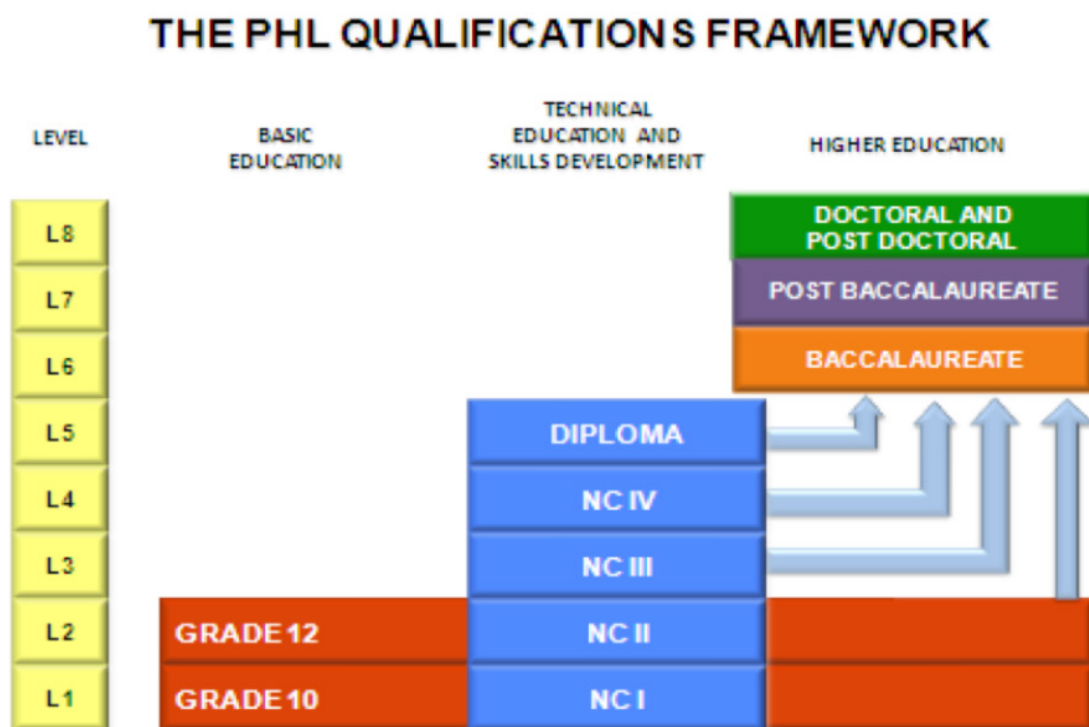 THE PHL QUALIFICATIONS FRAMEWORK
LEVEL
BASIC
EDUCATION
TECHNICAL
EDUCATION AND
SKILLS DEVELOPMENT
HIGHER EDUCATION
L8
DOCTORAL AND
POST DOCTORAL
L7
POST BACCALAUREATE
L6
BACCALAUREATE
L5
DIPLOMA
L4
NC IV
L3
NC III
L2
GRADE 12
NC II
L1
GRADE 10
NC I